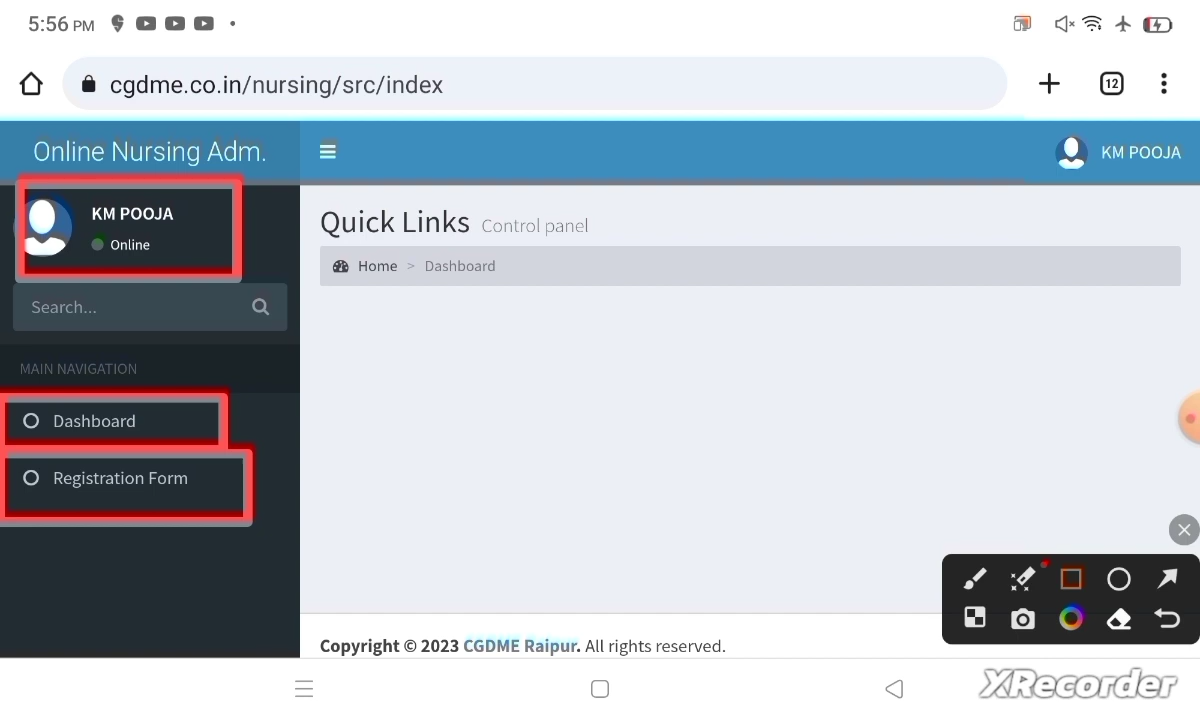 5:56 PM
cgdme.co.in/nursing/src/index
12
Online Nursing Adm.
KM POOJA
KM POOJA
Online
Quick Links Control panel
Home > Dashboard
Search...
MAIN NAVIGATION
Dashboard
Registration Form
Copyright © 2023 CGDME Raipur. All rights reserved.
XRecorder